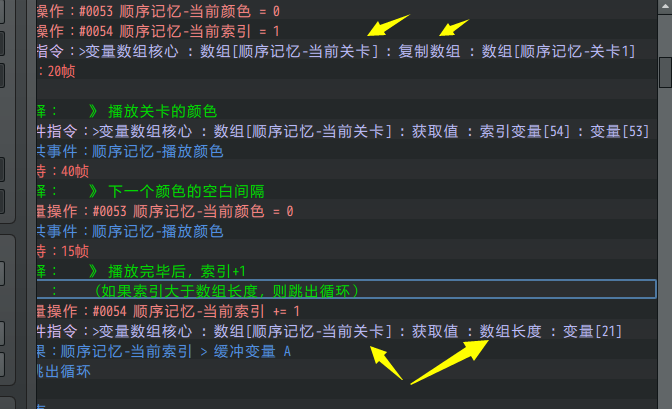 操作：#0053 顺序记忆-当前颜色 = 0
操作：#0054 顺序记忆-当前索引 = 1
指令：>变量数组核心 : 数组[顺序记忆-当前关卡] : 复制数组 : 数组[顺序记忆-关卡1]
：20帧
：　　》 播放关卡的颜色
件指令：>变量数组核心 : 数组[顺序记忆-当前关卡] : 获取值 : 索引变量[54] : 变量[53]
共事件：顺序记忆-播放颜色
：40帧
：　　》 下一个颜色的空白间隔
量操作：#0053 顺序记忆-当前颜色 = 0
共事件：顺序记忆-播放颜色
：15帧
：　　》 播放完毕后，索引+1
：　　（如果索引大于数组长度，则跳出循环）
量操作：#0054 顺序记忆-当前索引 += 1
件指令：>变量数组核心 : 数组[顺序记忆-当前关卡] : 获取值 : 数组长度 : 变量[21]
果：顺序记忆-当前索引 > 缓冲变量 A
跳出循环